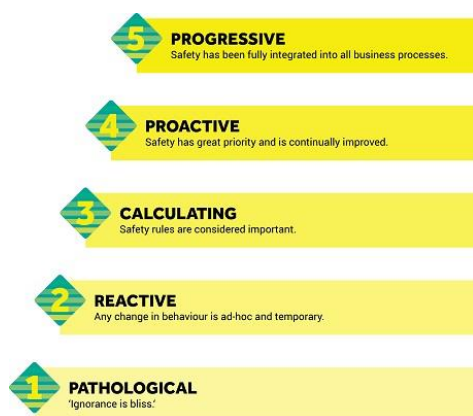 5
PROGRESSIVE
Safety has been fully integrated into all business processes.
4
PROACTIVE
Safety has great priority and is continually improved.
3
CALCULATING
Safety rules are considered important.
2
REACTIVE
Any change in behaviour is ad-hoc and temporary.
1
PATHOLOGICAL
'Ignorance is bliss.'